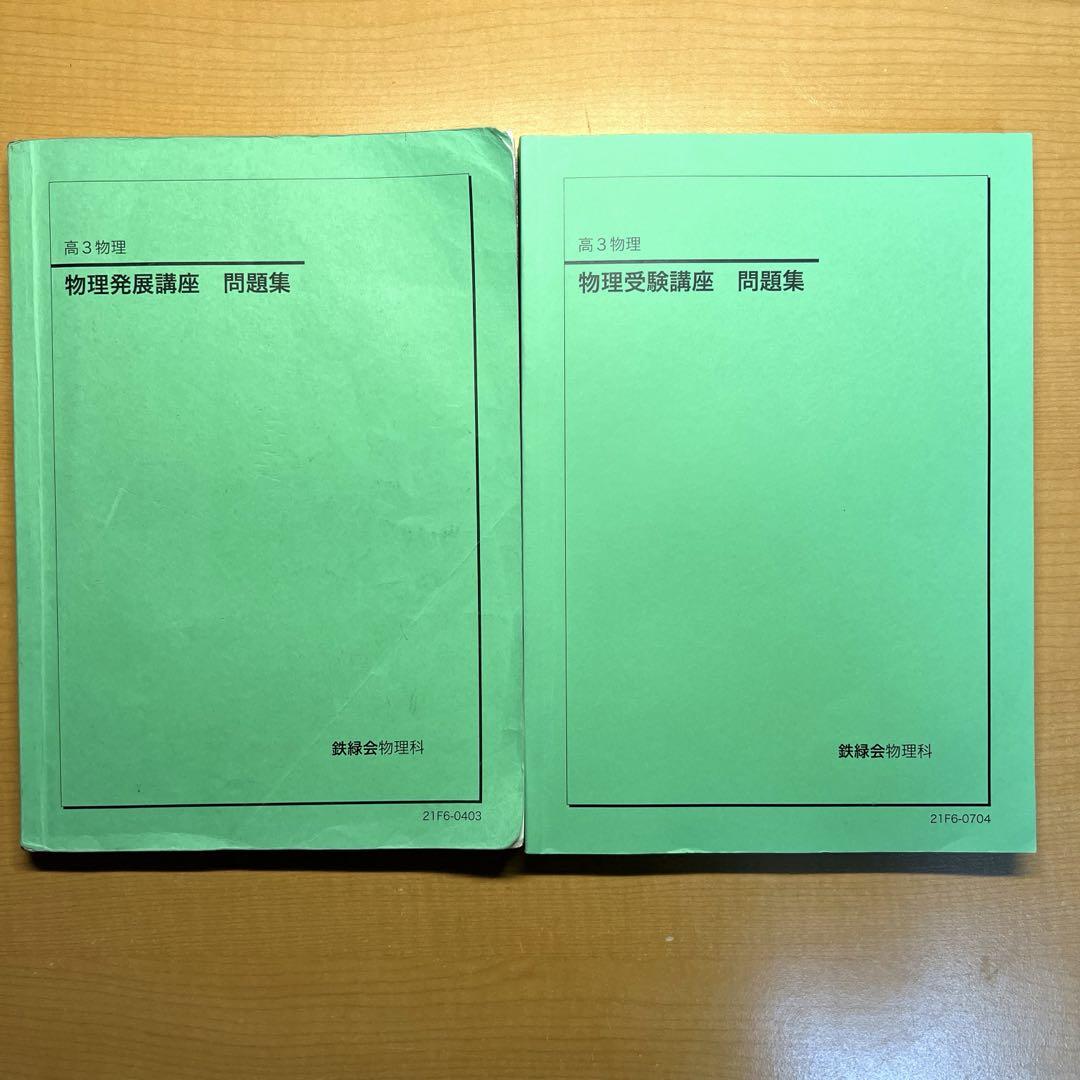 高3物理
物理発展講座　問題集
鉄緑会物理科
21F6-0403
高3物理
物理受験講座　問題集
鉄緑会物理科
21F6-0704